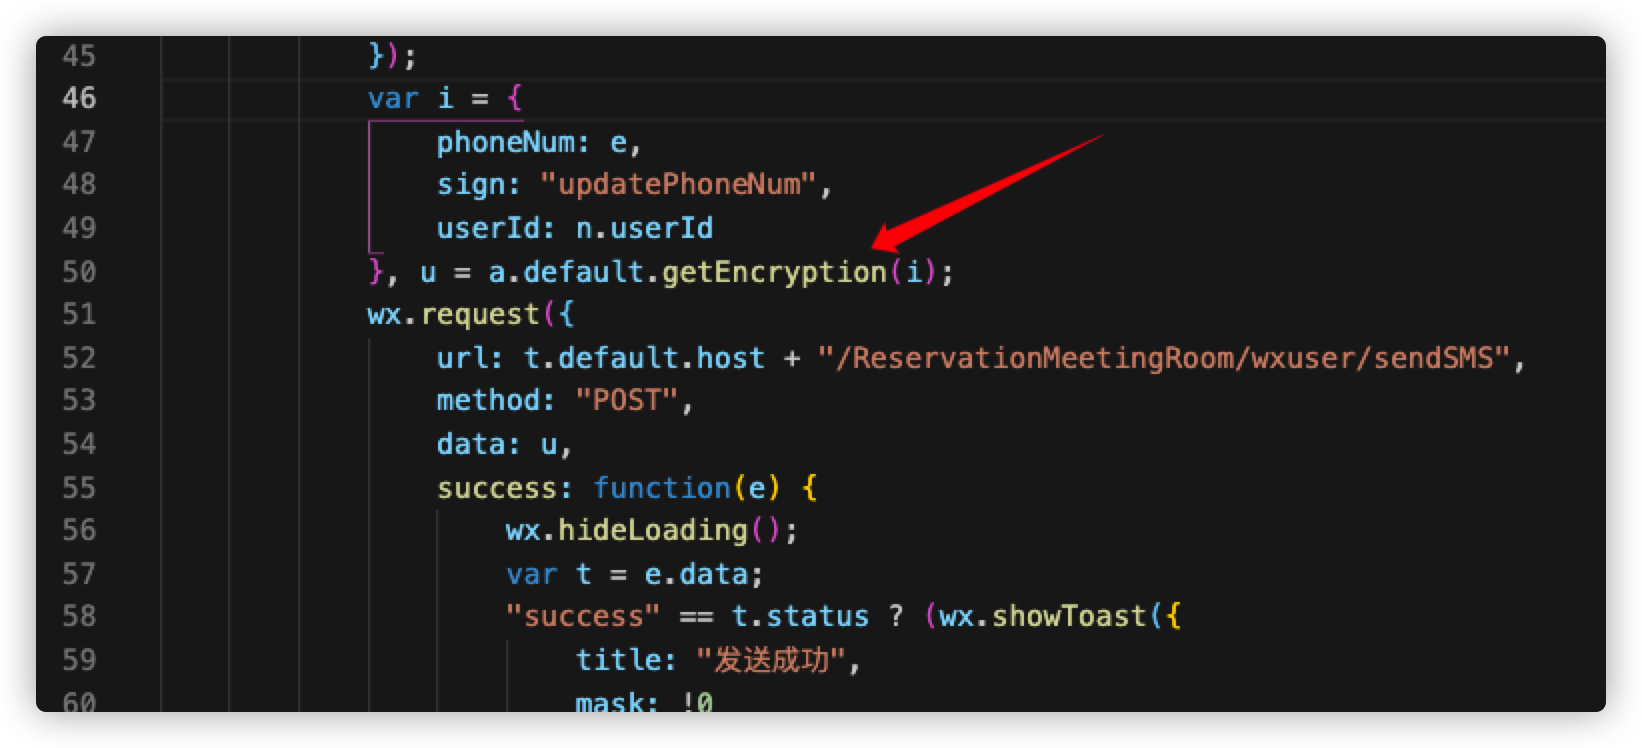 45 });
46 var i = {
47 phoneNum: e,
48 sign: "updatePhoneNum",
49 userId: n.userId
50 }, u = a.default.getEncryption(i);
51 wx.request({
52 url: t.default.host + "/ReservationMeetingRoom/wxuser/sendSMS",
53 method: "POST",
54 data: u,
55 success: function(e) {
56 wx.hideLoading();
57 var t = e.data;
58 "success" == t.status ? (wx.showToast({
59 title: "发送成功",
60 mask: !0